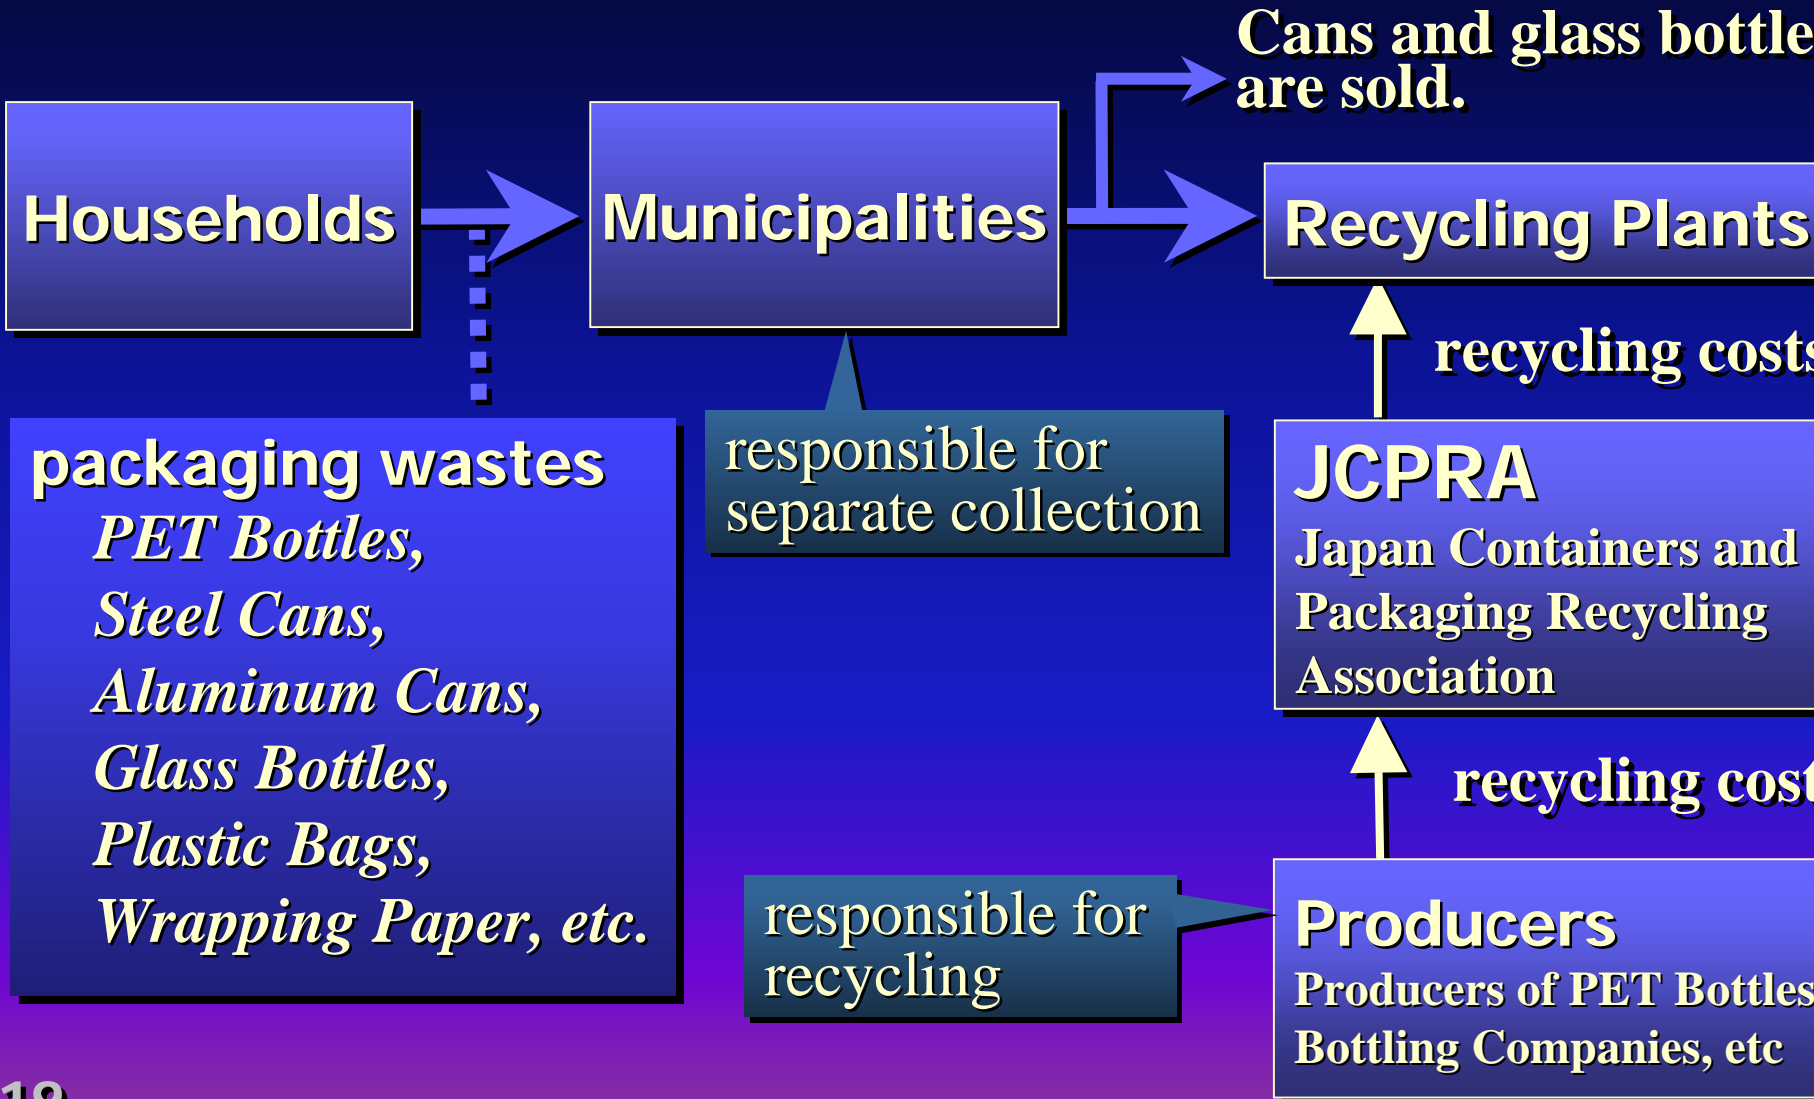 Cans and glass bottle
are sold.
Households
Municipalities
Recycling Plants
recycling costs
packaging wastes
PET Bottles,
Steel Cans,
Aluminum Cans,
Glass Bottles,
Plastic Bags,
Wrapping Paper, etc.
responsible for
separate collection
JCPRA
Japan Containers and
Packaging Recycling
Association
recycling cost
responsible for
recycling
Producers
Producers of PET Bottles
Bottling Companies, etc